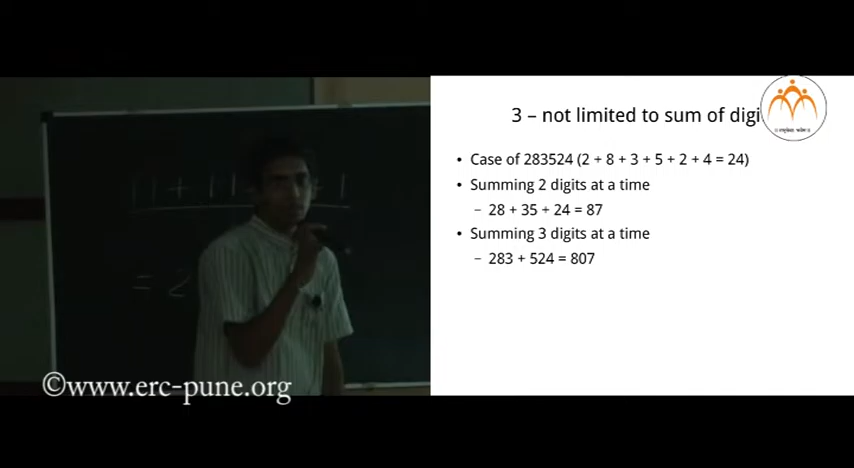 = 2
©www.erc-pune.org
3 – not limited to sum of digi
• Case of 283524 (2 + 8 + 3 + 5 + 2 + 4 = 24)
• Summing 2 digits at a time
– 28 + 35 + 24 = 87
• Summing 3 digits at a time
– 283 + 524 = 807